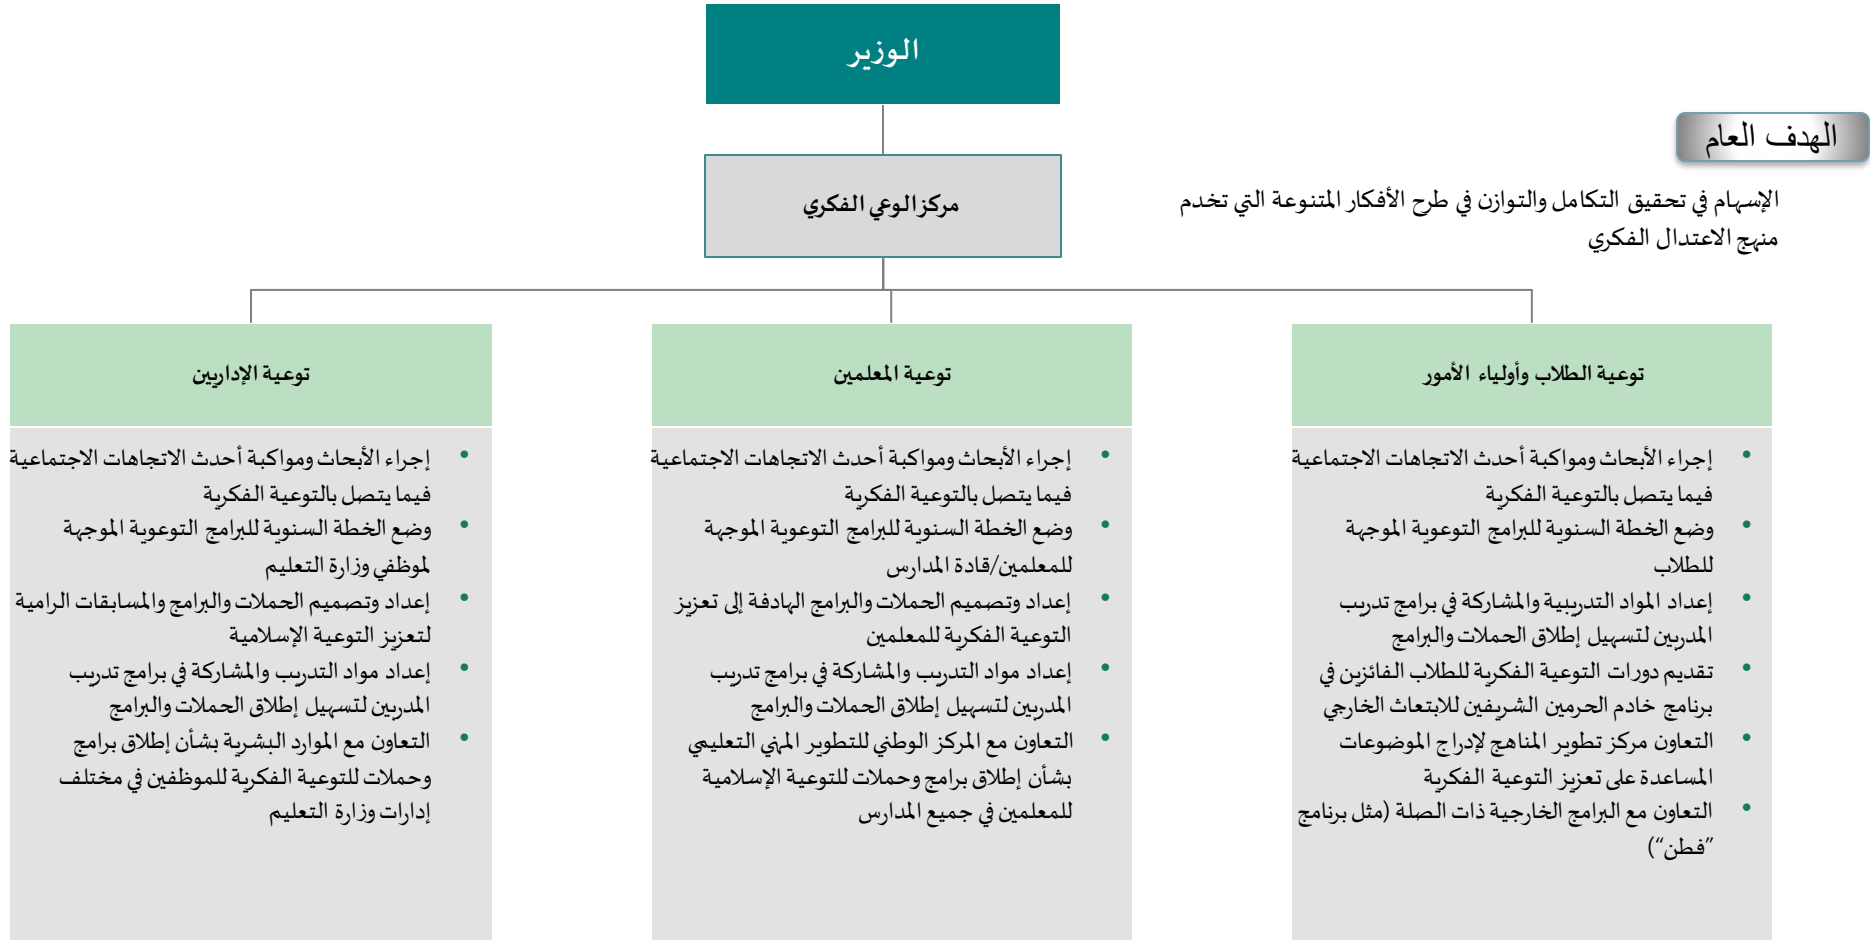 الوزير
الهدف العام
الإسهام في تحقيق التكامل والتوازن في طرح الأفكار المتنوعة التي تخدم
منهج الاعتدال الفكري
مركز الوعي الفكري
توعية الطلاب وأولياء الأمور
• إجراء الأبحاث ومواكبة أحدث الاتجاهات الاجتماعية
فيما يتصل بالتوعية الفكرية
• وضع الخطة السنوية للبرامج التوعوية الموجهة
للطلاب
• إعداد المواد التدريبية والمشاركة في برامج تدريب
المدربين لتسهيل إطلاق الحملات والبرامج
• تقديم دورات التوعية الفكرية للطلاب الفائزين في
برنامج خادم الحرمين الشريفين للابتعاث الخارجي
• التعاون مركز تطوير المناهج لإدراج الموضوعات
المساعدة على تعزيز التوعية الفكرية
• التعاون مع البرامج الخارجية ذات الصلة (مثل برنامج
"فطن")
توعية المعلمين
• إجراء الأبحاث ومواكبة أحدث الاتجاهات الاجتماعية
فيما يتصل بالتوعية الفكرية
• وضع الخطة السنوية للبرامج التوعوية الموجهة
للمعلمين/قادة المدارس
• إعداد وتصميم الحملات والبرامج الهادفة إلى تعزيز
التوعية الفكرية للمعلمين
• إعداد مواد التدريب والمشاركة في برامج تدريب
المدربين لتسهيل إطلاق الحملات والبرامج
• التعاون مع المركز الوطني للتطوير المهني التعليمي
بشأن إطلاق برامج وحملات للتوعية الإسلامية
للمعلمين في جميع المدارس
توعية الإداريين
• إجراء الأبحاث ومواكبة أحدث الاتجاهات الاجتماعية
فيما يتصل بالتوعية الفكرية
• وضع الخطة السنوية للبرامج التوعوية الموجهة
لموظفي وزارة التعليم
• إعداد وتصميم الحملات والبرامج والمسابقات الرامية
لتعزيز التوعية الإسلامية
• إعداد مواد التدريب والمشاركة في برامج تدريب
المدربين لتسهيل إطلاق الحملات والبرامج
• التعاون مع الموارد البشرية بشأن إطلاق برامج
وحملات للتوعية الفكرية للموظفين في مختلف
إدارات وزارة التعليم